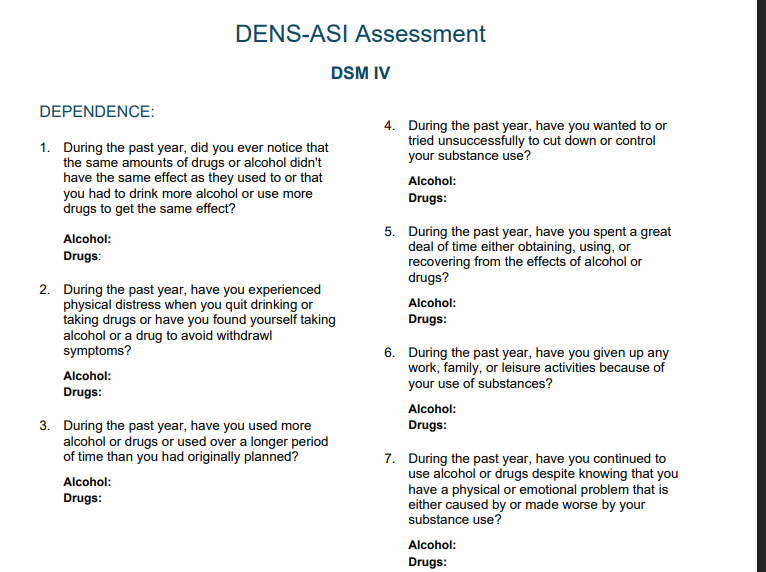 DENS-ASI Assessment
DSM IV
DEPENDENCE:
1. During the past year, did you ever notice that
the same amounts of drugs or alcohol didn't
have the same effect as they used to or that
you had to drink more alcohol or use more
drugs to get the same effect?
Alcohol:
Drugs:
2. During the past year, have you experienced
physical distress when you quit drinking or
taking drugs or have you found yourself taking
alcohol or a drug to avoid withdrawl
symptoms?
Alcohol:
Drugs:
3. During the past year, have you used more
alcohol or drugs or used over a longer period
of time than you had originally planned?
Alcohol:
Drugs:
4. During the past year, have you wanted to or
tried unsuccessfully to cut down or control
your substance use?
Alcohol:
Drugs:
5. During the past year, have you spent a great
deal of time either obtaining, using, or
recovering from the effects of alcohol or
drugs?
Alcohol:
Drugs:
6. During the past year, have you given up any
work, family, or leisure activities because of
your use of substances?
Alcohol:
Drugs:
7. During the past year, have you continued to
use alcohol or drugs despite knowing that you
have a physical or emotional problem that is
either caused by or made worse by your
substance use?
Alcohol:
Drugs: